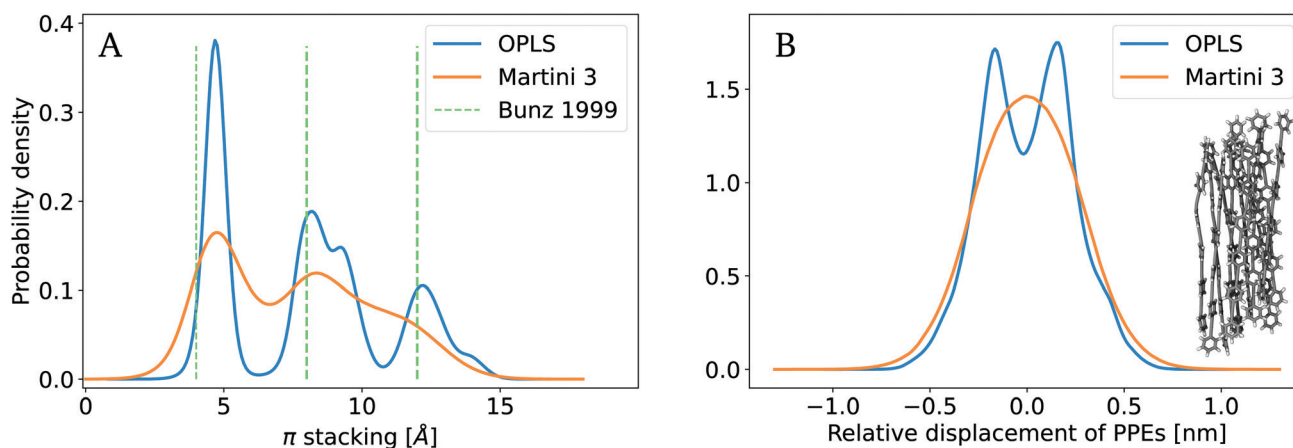 A
OPLS
Martini 3
Bunz 1999
Probability density
0.4
0.3
0.2
0.1
0.0
0
5
10
15
π stacking [Å]
B
OPLS
Martini 3
1.5
1.0
0.5
0.0
−1.0
−0.5
0.0
0.5
1.0
Relative displacement of PPEs [nm]